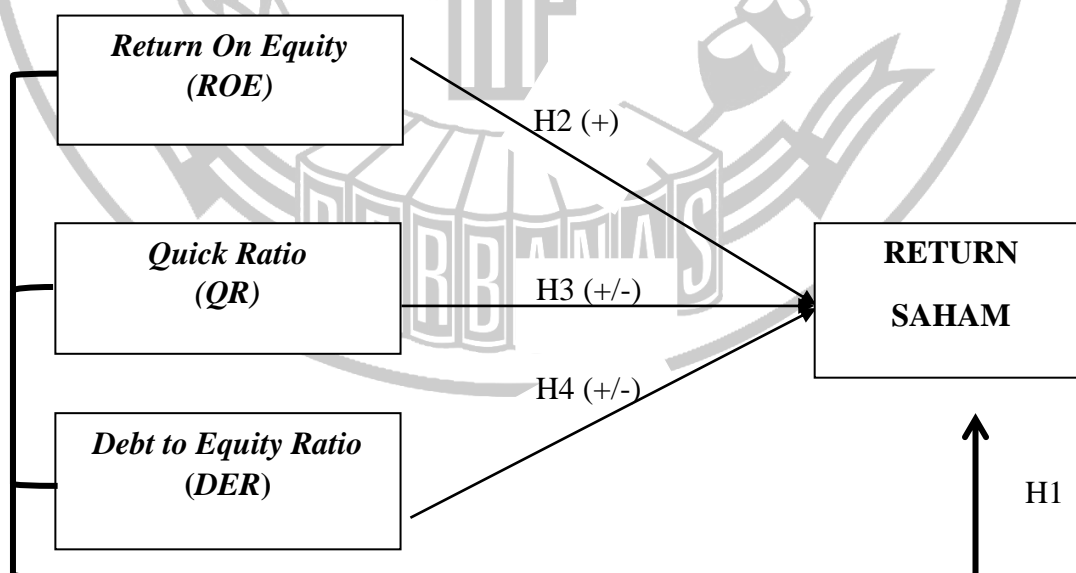 Return On Equity
(ROE)
H2 (+)
Quick Ratio
(QR)
H3 (+/-)
RETURN
SAHAM
H4 (+/-)
Debt to Equity Ratio
(DER)
H1